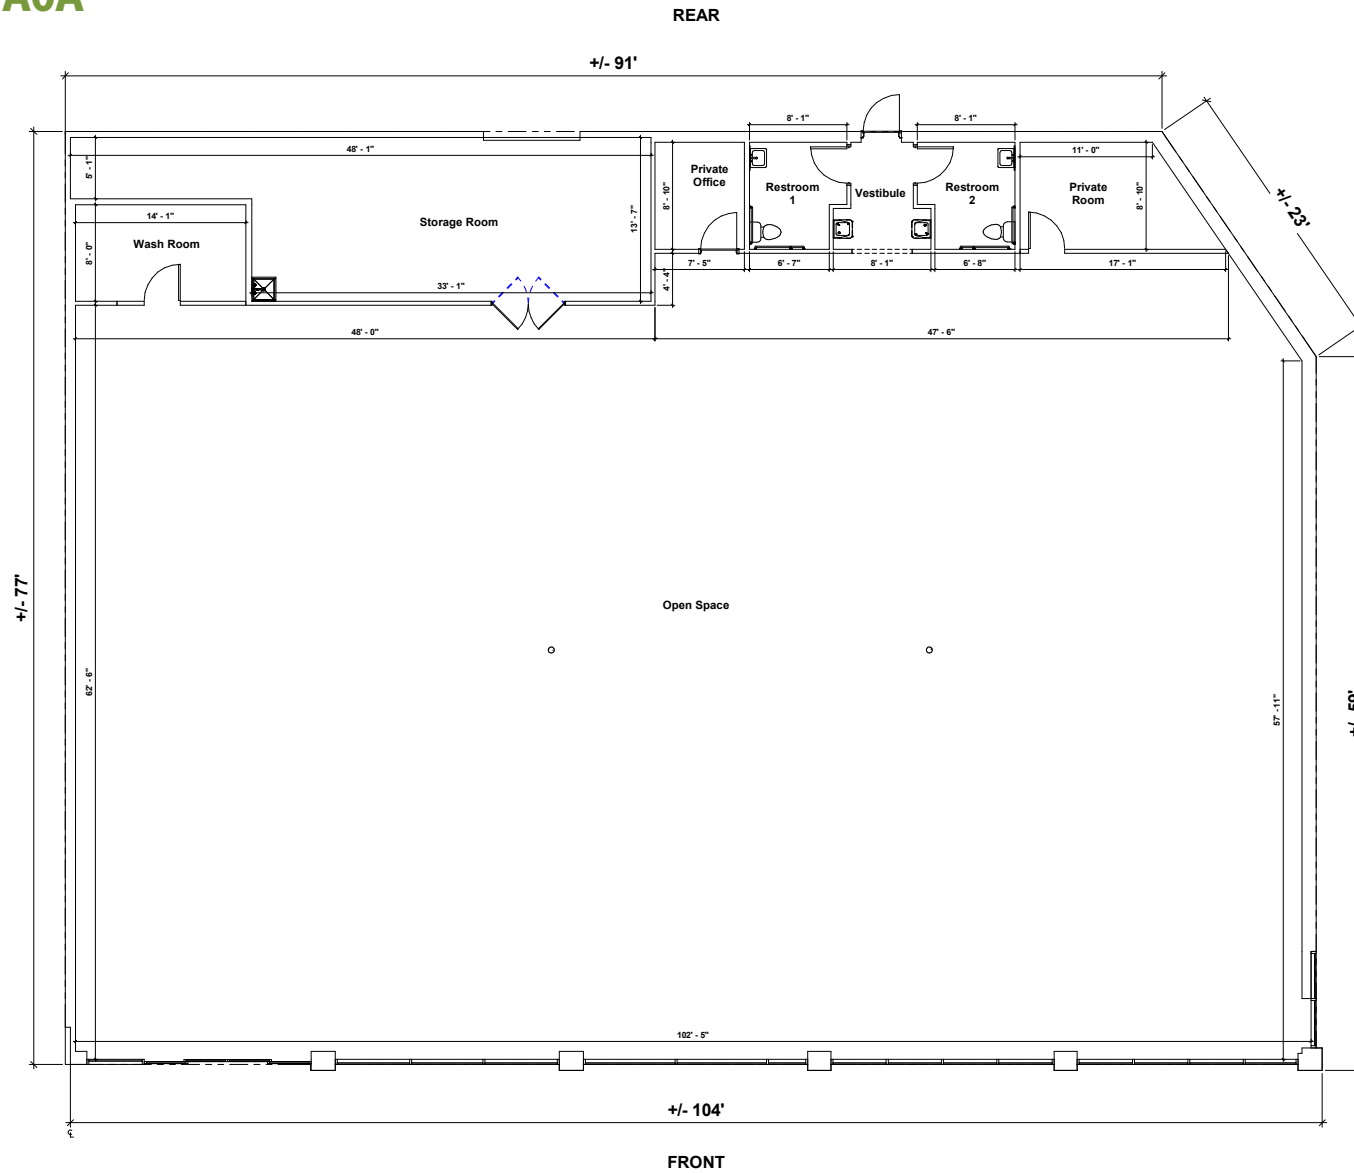 REAR
+/- 91'
8' - 1"
8' - 1"
48' - 1"
11' - 0"
5' - 1"
Private
Office
8' - 10"
Restroom
1
Vestibule
Restroom
2
Private
Room
8' - 10"
+/- 23'
14' - 1"
Storage Room
13' - 7"
Wash Room
8' - 0"
7' - 5"
6' - 7"
8' - 1"
6' - 8"
17' - 1"
4' - 4"
33' - 1"
48' - 0"
47' - 6"
+/- 77'
Open Space
62' - 6"
57' - 11"
+/- 59'
102' - 5"
+/- 104'
FRONT